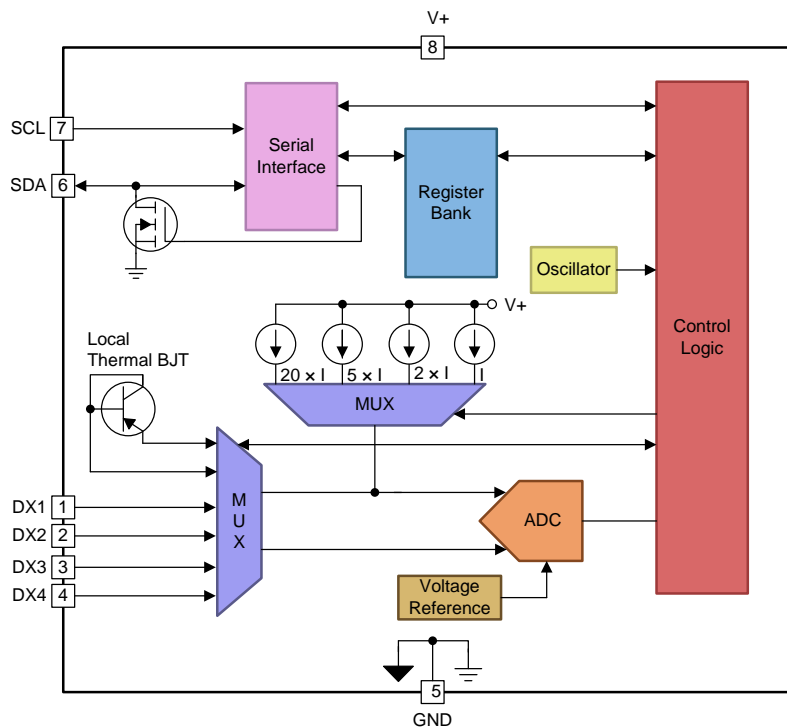 V+
8
SCL
7
Serial
Interface
SDA
6
Register
Bank
Oscillator
V+
Control
Logic
Local
Thermal BJT
20 × I
5 × I
2 × I
I
MUX
M
U
X
DX1
1
DX2
2
DX3
3
DX4
4
ADC
Voltage
Reference
5
GND